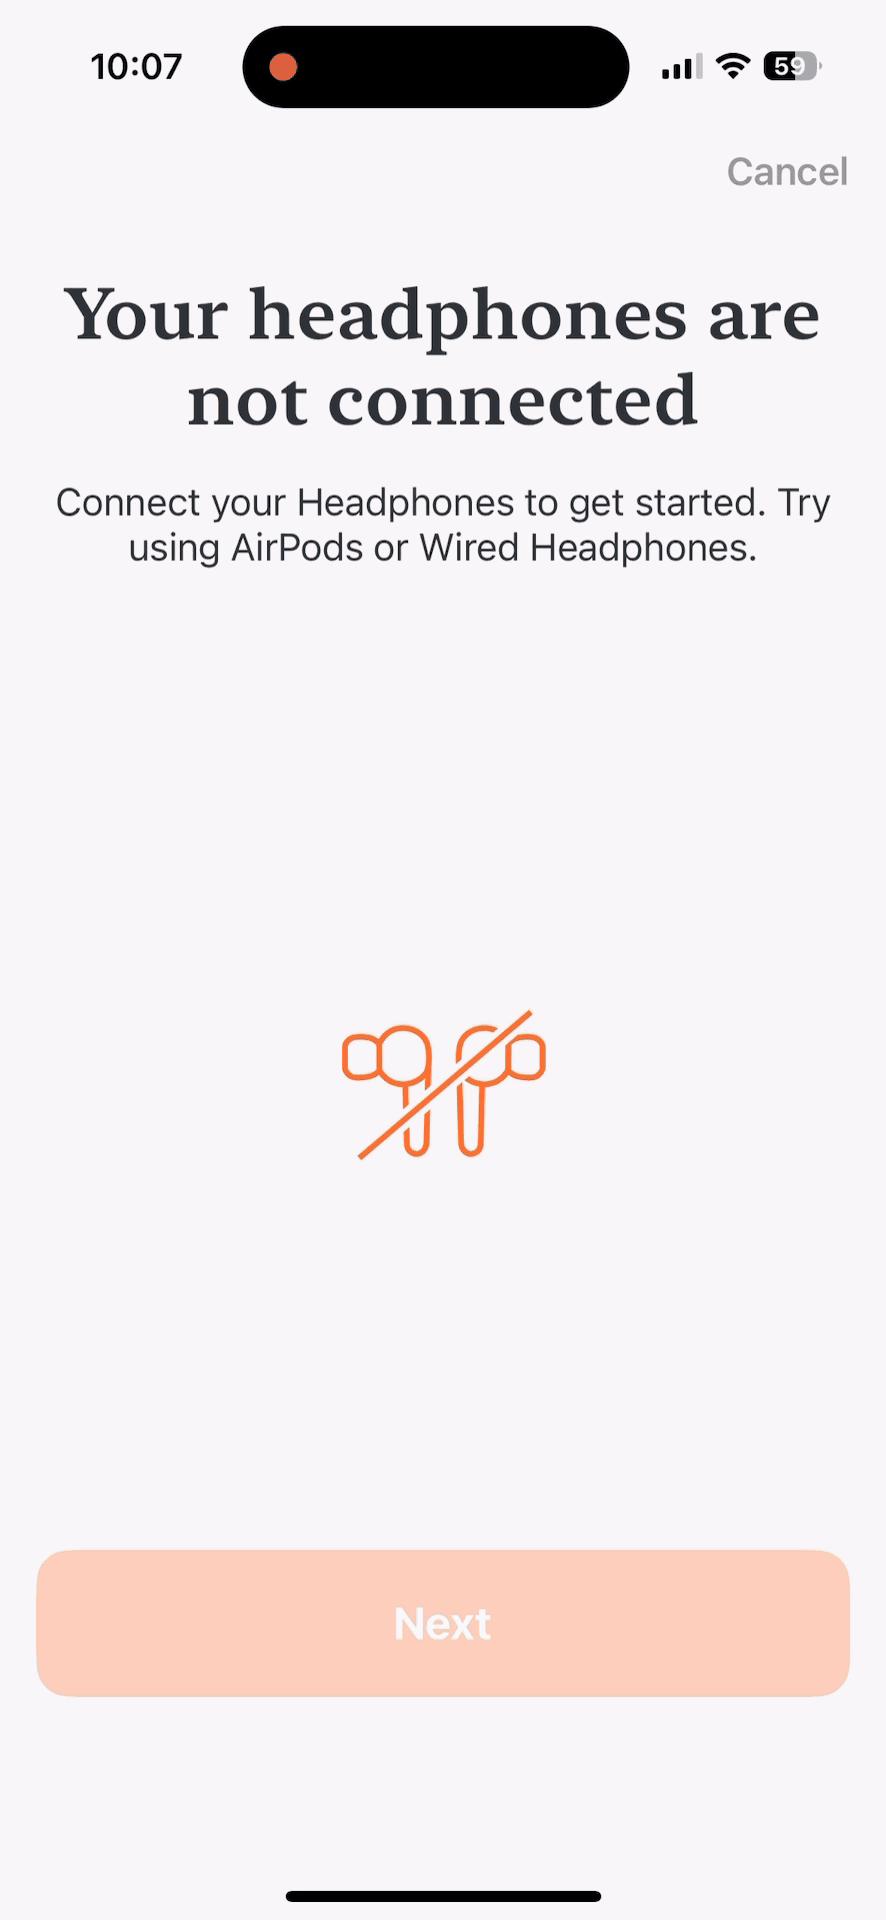 10:07
59
Cancel
Your headphones are
not connected
Connect your Headphones to get started. Try
using AirPods or Wired Headphones.
Next